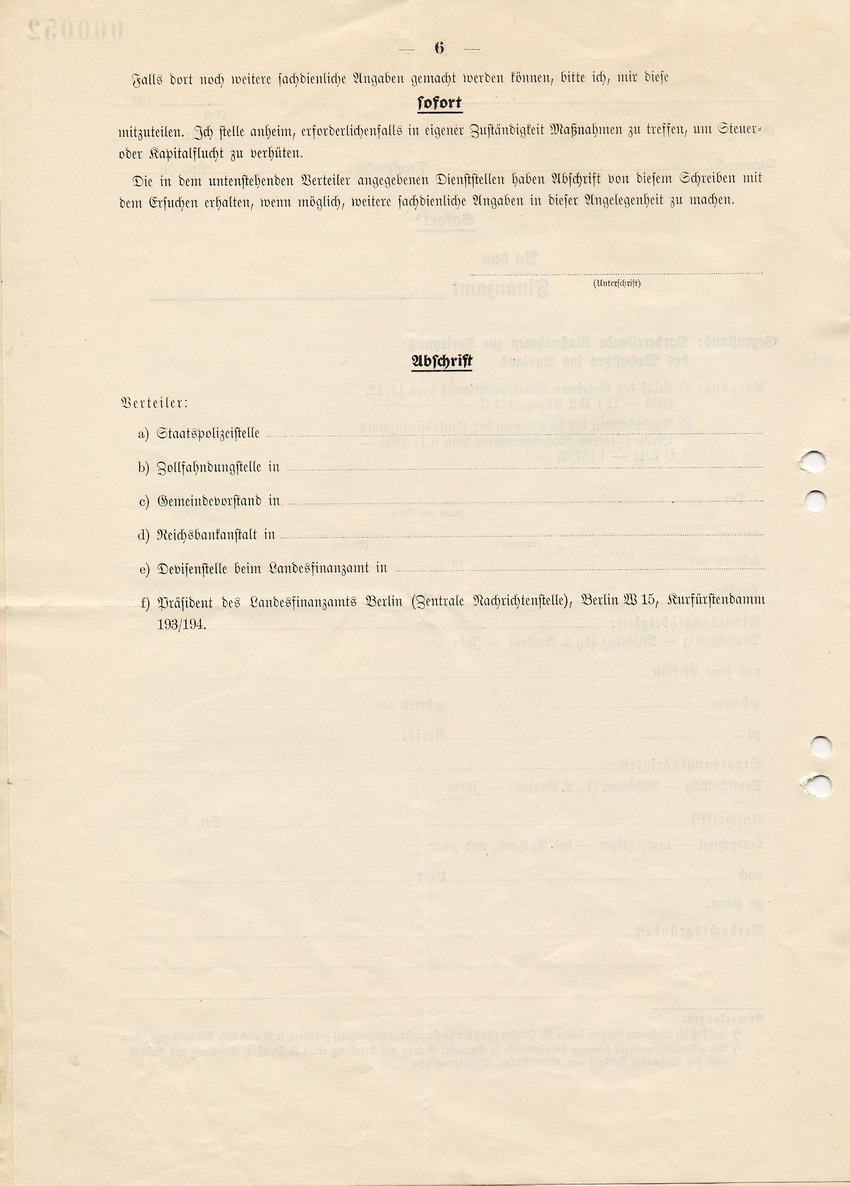 — 6 —
Falls dort noch weitere sachdienliche Angaben gemacht werden können, bitte ich, mir diese
sofort
mitzuteilen. Ich stelle anheim, erforderlichenfalls in eigener Zuständigkeit Maßnahmen zu treffen, um Steuer-
oder Kapitalflucht zu verhüten.
Die in dem untenstehenden Verteiler angegebenen Dienststellen haben Abschrift von diesem Schreiben mit
dem Ersuchen erhalten, wenn möglich, weitere sachdienliche Angaben in dieser Angelegenheit zu machen.
(Unterschrift)
Abschrift
Verteiler:
a) Staatspolizeistelle
b) Zollfahndungstelle in
c) Gemeindevorstand in
d) Reichsbankanstalt in
e) Devisenstelle beim Landesfinanzamt in
f) Präsident des Landesfinanzamts Berlin (Zentrale Nachrichtenstelle), Berlin W 15, Kurfürstendamm
193/194.